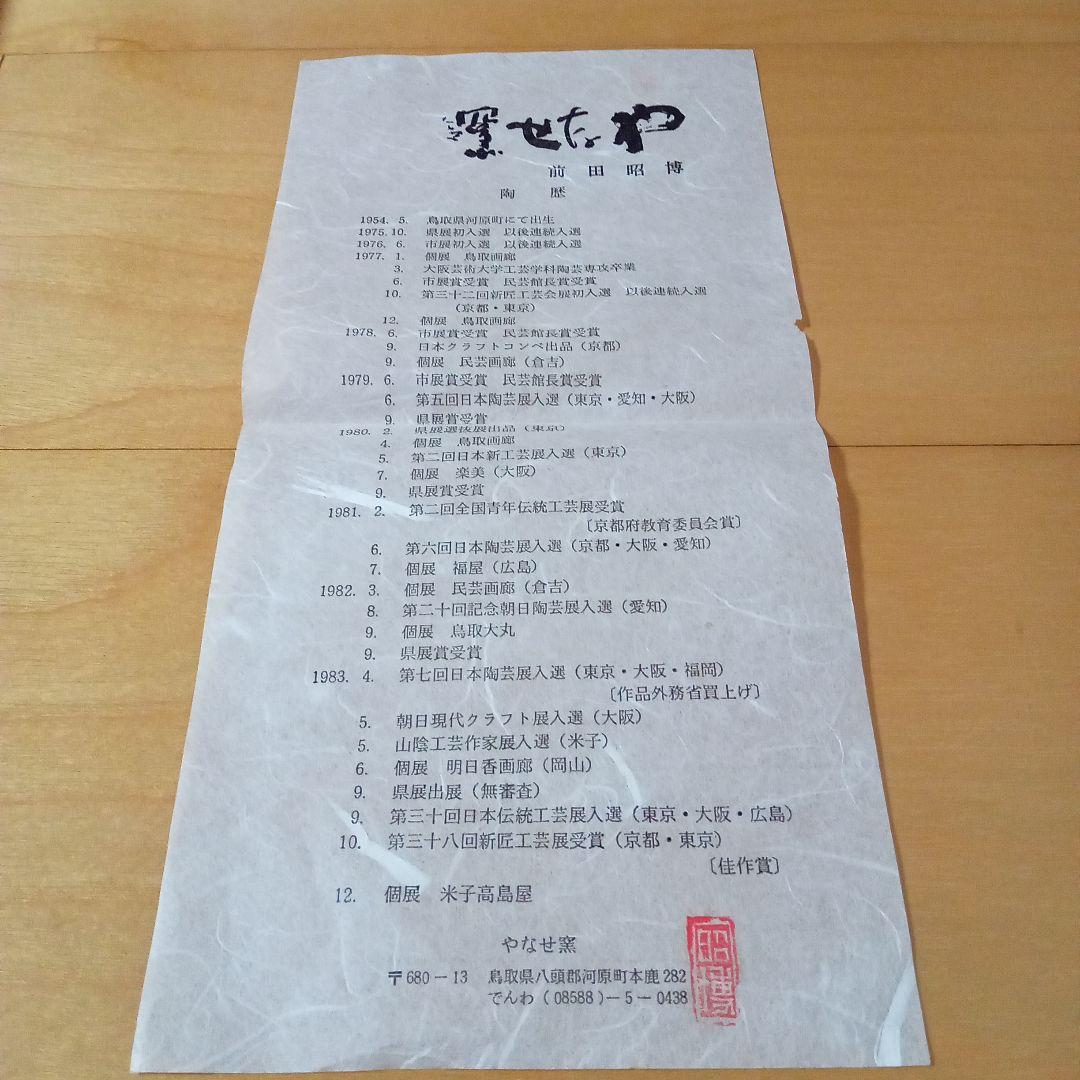 やなせ窯
前田昭博
陶歴
1954. 5. 鳥取県河原町にて出生
1975. 10. 県展初入選 以後連続入選
1976. 6. 市展初入選 以後連続入選
1977. 1. 個展 鳥取画廊
3. 大阪芸術大学工芸学科陶芸専攻卒業
6. 市展賞受賞 民芸館長賞受賞
10. 第三十二回新匠工芸会展初入選 以後連続入選
(京都・東京)
12. 個展 鳥取画廊
1978. 6. 市展賞受賞 民芸館長賞受賞
9. 日本クラフトコンペ出品(京都)
9. 個展 民芸画廊(倉吉)
1979. 6. 市展賞受賞 民芸館長賞受賞
6. 第五回日本陶芸展入選(東京・愛知・大阪)
9. 県展賞受賞
1980. 2. 県展選抜展出品(東京)
4. 個展 鳥取画廊
5. 第二回日本新工芸展入選(東京)
7. 個展 楽美(大阪)
9. 県展賞受賞
1981. 2. 第二回全国青年伝統工芸展受賞
〔京都府教育委員会賞〕
6. 第六回日本陶芸展入選(京都・大阪・愛知)
7. 個展 福屋(広島)
1982. 3. 個展 民芸画廊(倉吉)
8. 第二十回記念朝日陶芸展入選(愛知)
9. 個展 鳥取大丸
9. 県展賞受賞
1983. 4. 第七回日本陶芸展入選(東京・大阪・福岡)
〔作品外務省買上げ〕
5. 朝日現代クラフト展入選(大阪)
5. 山陰工芸作家展入選(米子)
6. 個展 明日香画廊(岡山)
9. 県展出展(無審査)
9. 第三十回日本伝統工芸展入選(東京・大阪・広島)
10. 第三十八回新匠工芸展受賞(京都・東京)
〔佳作賞〕
12. 個展 米子高島屋
やなせ窯
〒680-13 鳥取県八頭郡河原町本鹿282
でんわ(08588)-5-0438
昭博